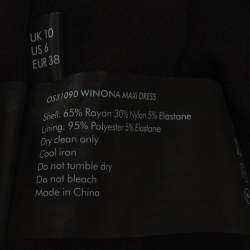 UK 10
US 6
EUR 38
OS31090 WINONA MAXI DRESS
Shell: 65% Rayon 30% Nylon 5% Elastane
Lining: 95% Polyester 5% Elastane
Dry clean only
Cool iron
Do not tumble dry
Do not bleach
Made in China